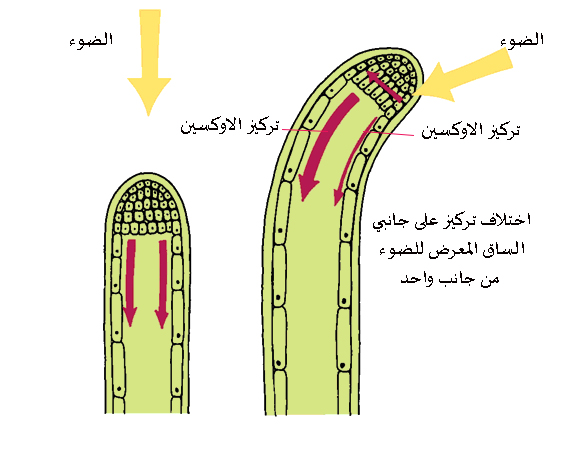 الضوء
الضوء
تركيز الاوكسين
تركيز الاوكسين
اختلاف تركيز على جانبي
الساق المعرض للضوء
من جانب واحد